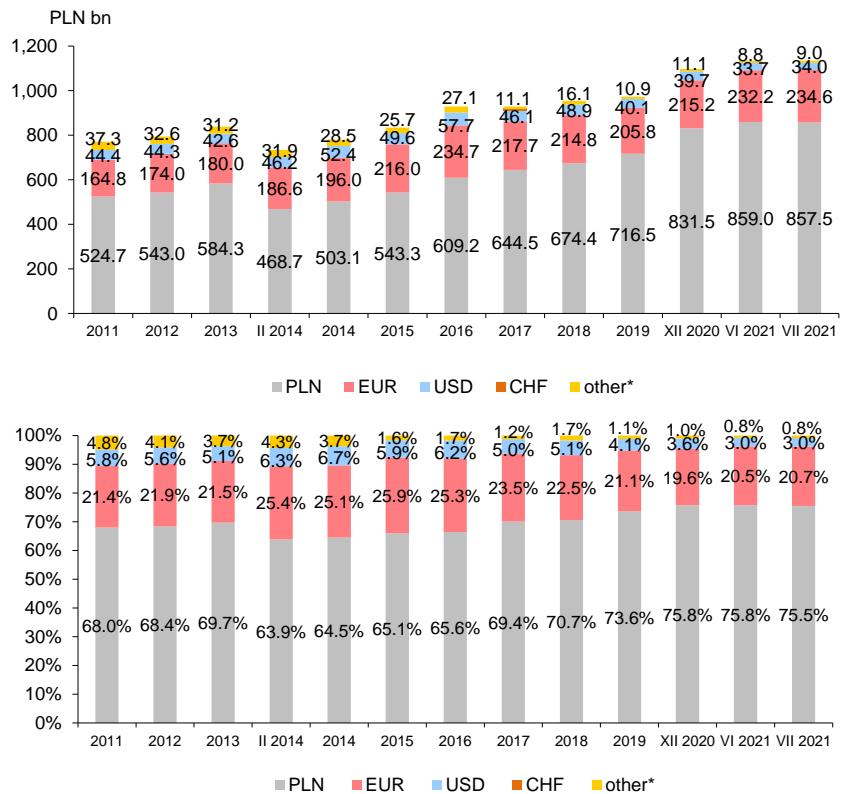 PLN bn
1,200
1,000
800
600
400
200
0
37.3 32.6 31.2 31.9 28.5 25.7 27.1 11.1 16.1 10.9 11.1 8.8 9.0
44.4 44.3 42.6 46.2 52.4 49.6 57.7 46.1 48.9 40.1 39.7 33.7 34.0
164.8 174.0 180.0 186.6 196.0 216.0 234.7 217.7 214.8 205.8 215.2 232.2 234.6
524.7 543.0 584.3 468.7 503.1 543.3 609.2 644.5 674.4 716.5 831.5 859.0 857.5
2011 2012 2013 II 2014 2014 2015 2016 2017 2018 2019 XII 2020 VI 2021 VII 2021
PLN EUR USD CHF other*
100%
90%
80%
70%
60%
50%
40%
30%
20%
10%
0%
4.8% 4.1% 3.7% 4.3% 3.7% 1.6% 1.7% 1.2% 1.7% 1.1% 1.0% 0.8% 0.8%
5.8% 5.6% 5.1% 6.3% 6.7% 5.9% 6.2% 5.0% 5.1% 4.1% 3.6% 3.0% 3.0%
21.4% 21.9% 21.5% 25.4% 25.1% 25.9% 25.3% 23.5% 22.5% 21.1% 19.6% 20.5% 20.7%
68.0% 68.4% 69.7% 63.9% 64.5% 65.1% 65.6% 69.4% 70.7% 73.6% 75.8% 75.8% 75.5%
2011 2012 2013 II 2014 2014 2015 2016 2017 2018 2019 XII 2020 VI 2021 VII 2021
PLN EUR USD CHF other*